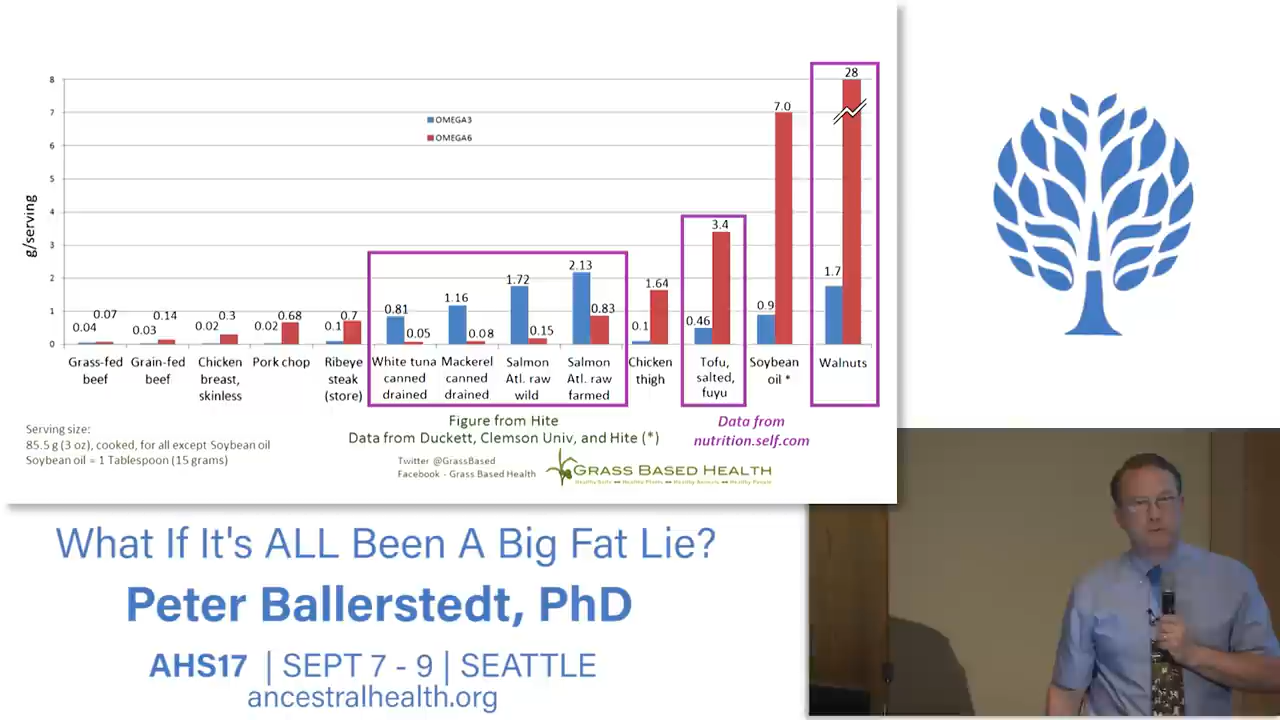 8
7
6
5
4
3
2
1
0
g/serving
OMEGA3
OMEGA6
0.04 0.07
0.03 0.14
0.02 0.3
0.02 0.68
0.1 0.7
0.81 0.05
1.16 0.08
1.72 0.15
2.13 0.83
0.1 1.64
0.46 3.4
0.9 7.0
1.7 28
Grass-fed
beef
Grain-fed
beef
Chicken
breast,
skinless
Pork chop
Ribeye
steak
(store)
White tuna
canned
drained
Mackerel
canned
drained
Salmon
Atl. raw
wild
Salmon
Atl. raw
farmed
Chicken
thigh
Tofu,
salted,
fuyu
Soybean
oil *
Walnuts
Serving size:
85.5 g (3 oz), cooked, for all except Soybean oil
Soybean oil = 1 Tablespoon (15 grams)
Figure from Hite
Data from Duckett, Clemson Univ, and Hite (*)
Data from
nutrition.self.com
Twitter @GrassBased
Facebook - Grass Based Health
GRASS BASED HEALTH
What If It's ALL Been A Big Fat Lie?
Peter Ballerstedt, PhD
AHS17 | SEPT 7 - 9 | SEATTLE
ancestralhealth.org